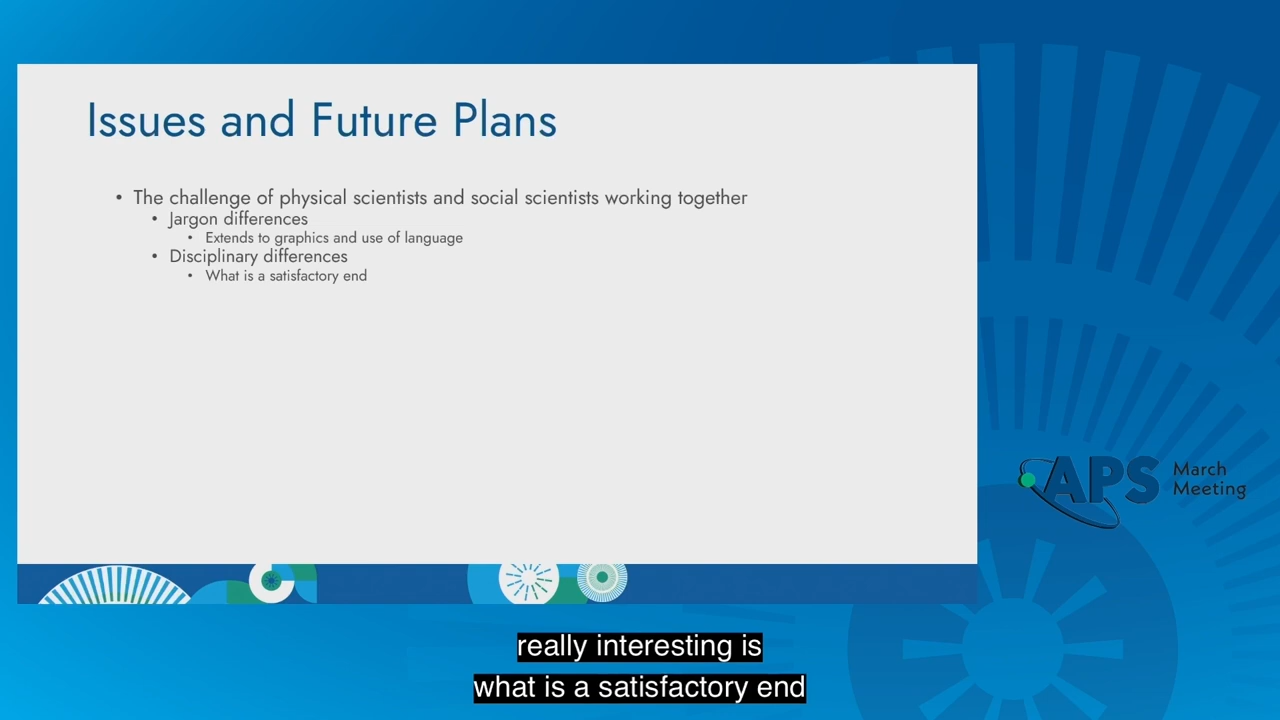 Issues and Future Plans
• The challenge of physical scientists and social scientists working together
• Jargon differences
• Extends to graphics and use of language
• Disciplinary differences
• What is a satisfactory end
APS March
Meeting
really interesting is
what is a satisfactory end